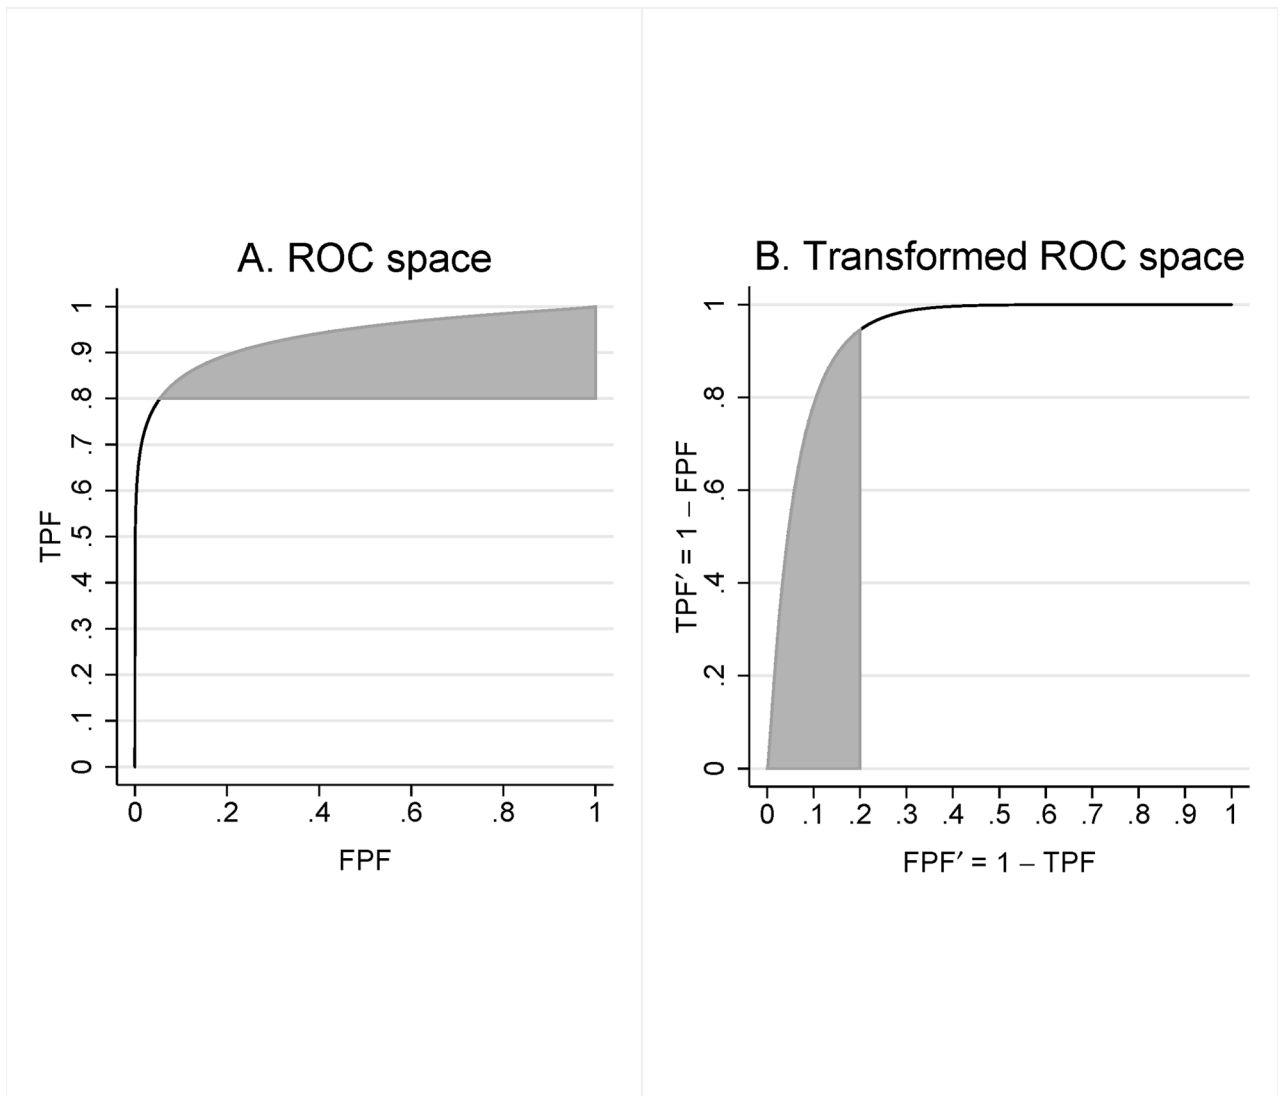 A. ROC space
1
.9
.8
.7
.6
.5
.4
.3
.2
.1
0
TPF
0 .2 .4 .6 .8 1
FPF
B. Transformed ROC space
1
.8
.6
.4
.2
0
TPF′ = 1 – FPF
0 .1 .2 .3 .4 .5 .6 .7 .8 .9 1
FPF′ = 1 – TPF